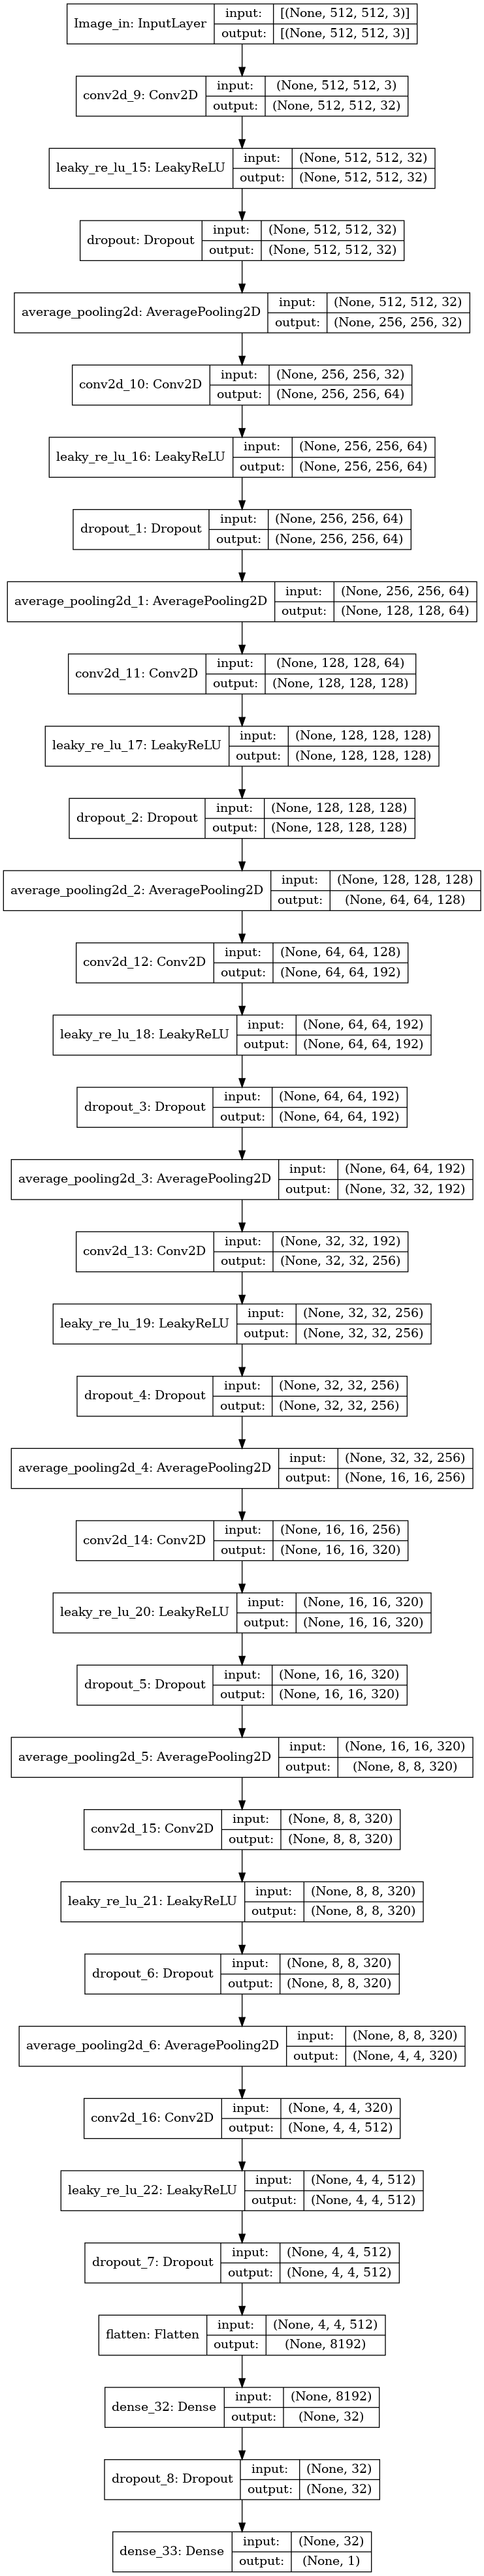 Image_in: InputLayer input: [(None, 512, 512, 3)]
output: [(None, 512, 512, 3)]
conv2d_9: Conv2D input: (None, 512, 512, 3)
output: (None, 512, 512, 32)
leaky_re_lu_15: LeakyReLU input: (None, 512, 512, 32)
output: (None, 512, 512, 32)
dropout: Dropout input: (None, 512, 512, 32)
output: (None, 512, 512, 32)
average_pooling2d: AveragePooling2D input: (None, 512, 512, 32)
output: (None, 256, 256, 32)
conv2d_10: Conv2D input: (None, 256, 256, 32)
output: (None, 256, 256, 64)
leaky_re_lu_16: LeakyReLU input: (None, 256, 256, 64)
output: (None, 256, 256, 64)
dropout_1: Dropout input: (None, 256, 256, 64)
output: (None, 256, 256, 64)
average_pooling2d_1: AveragePooling2D input: (None, 256, 256, 64)
output: (None, 128, 128, 64)
conv2d_11: Conv2D input: (None, 128, 128, 64)
output: (None, 128, 128, 128)
leaky_re_lu_17: LeakyReLU input: (None, 128, 128, 128)
output: (None, 128, 128, 128)
dropout_2: Dropout input: (None, 128, 128, 128)
output: (None, 128, 128, 128)
average_pooling2d_2: AveragePooling2D input: (None, 128, 128, 128)
output: (None, 64, 64, 128)
conv2d_12: Conv2D input: (None, 64, 64, 128)
output: (None, 64, 64, 192)
leaky_re_lu_18: LeakyReLU input: (None, 64, 64, 192)
output: (None, 64, 64, 192)
dropout_3: Dropout input: (None, 64, 64, 192)
output: (None, 64, 64, 192)
average_pooling2d_3: AveragePooling2D input: (None, 64, 64, 192)
output: (None, 32, 32, 192)
conv2d_13: Conv2D input: (None, 32, 32, 192)
output: (None, 32, 32, 256)
leaky_re_lu_19: LeakyReLU input: (None, 32, 32, 256)
output: (None, 32, 32, 256)
dropout_4: Dropout input: (None, 32, 32, 256)
output: (None, 32, 32, 256)
average_pooling2d_4: AveragePooling2D input: (None, 32, 32, 256)
output: (None, 16, 16, 256)
conv2d_14: Conv2D input: (None, 16, 16, 256)
output: (None, 16, 16, 320)
leaky_re_lu_20: LeakyReLU input: (None, 16, 16, 320)
output: (None, 16, 16, 320)
dropout_5: Dropout input: (None, 16, 16, 320)
output: (None, 16, 16, 320)
average_pooling2d_5: AveragePooling2D input: (None, 16, 16, 320)
output: (None, 8, 8, 320)
conv2d_15: Conv2D input: (None, 8, 8, 320)
output: (None, 8, 8, 320)
leaky_re_lu_21: LeakyReLU input: (None, 8, 8, 320)
output: (None, 8, 8, 320)
dropout_6: Dropout input: (None, 8, 8, 320)
output: (None, 8, 8, 320)
average_pooling2d_6: AveragePooling2D input: (None, 8, 8, 320)
output: (None, 4, 4, 320)
conv2d_16: Conv2D input: (None, 4, 4, 320)
output: (None, 4, 4, 512)
leaky_re_lu_22: LeakyReLU input: (None, 4, 4, 512)
output: (None, 4, 4, 512)
dropout_7: Dropout input: (None, 4, 4, 512)
output: (None, 4, 4, 512)
flatten: Flatten input: (None, 4, 4, 512)
output: (None, 8192)
dense_32: Dense input: (None, 8192)
output: (None, 32)
dropout_8: Dropout input: (None, 32)
output: (None, 32)
dense_33: Dense input: (None, 32)
output: (None, 1)